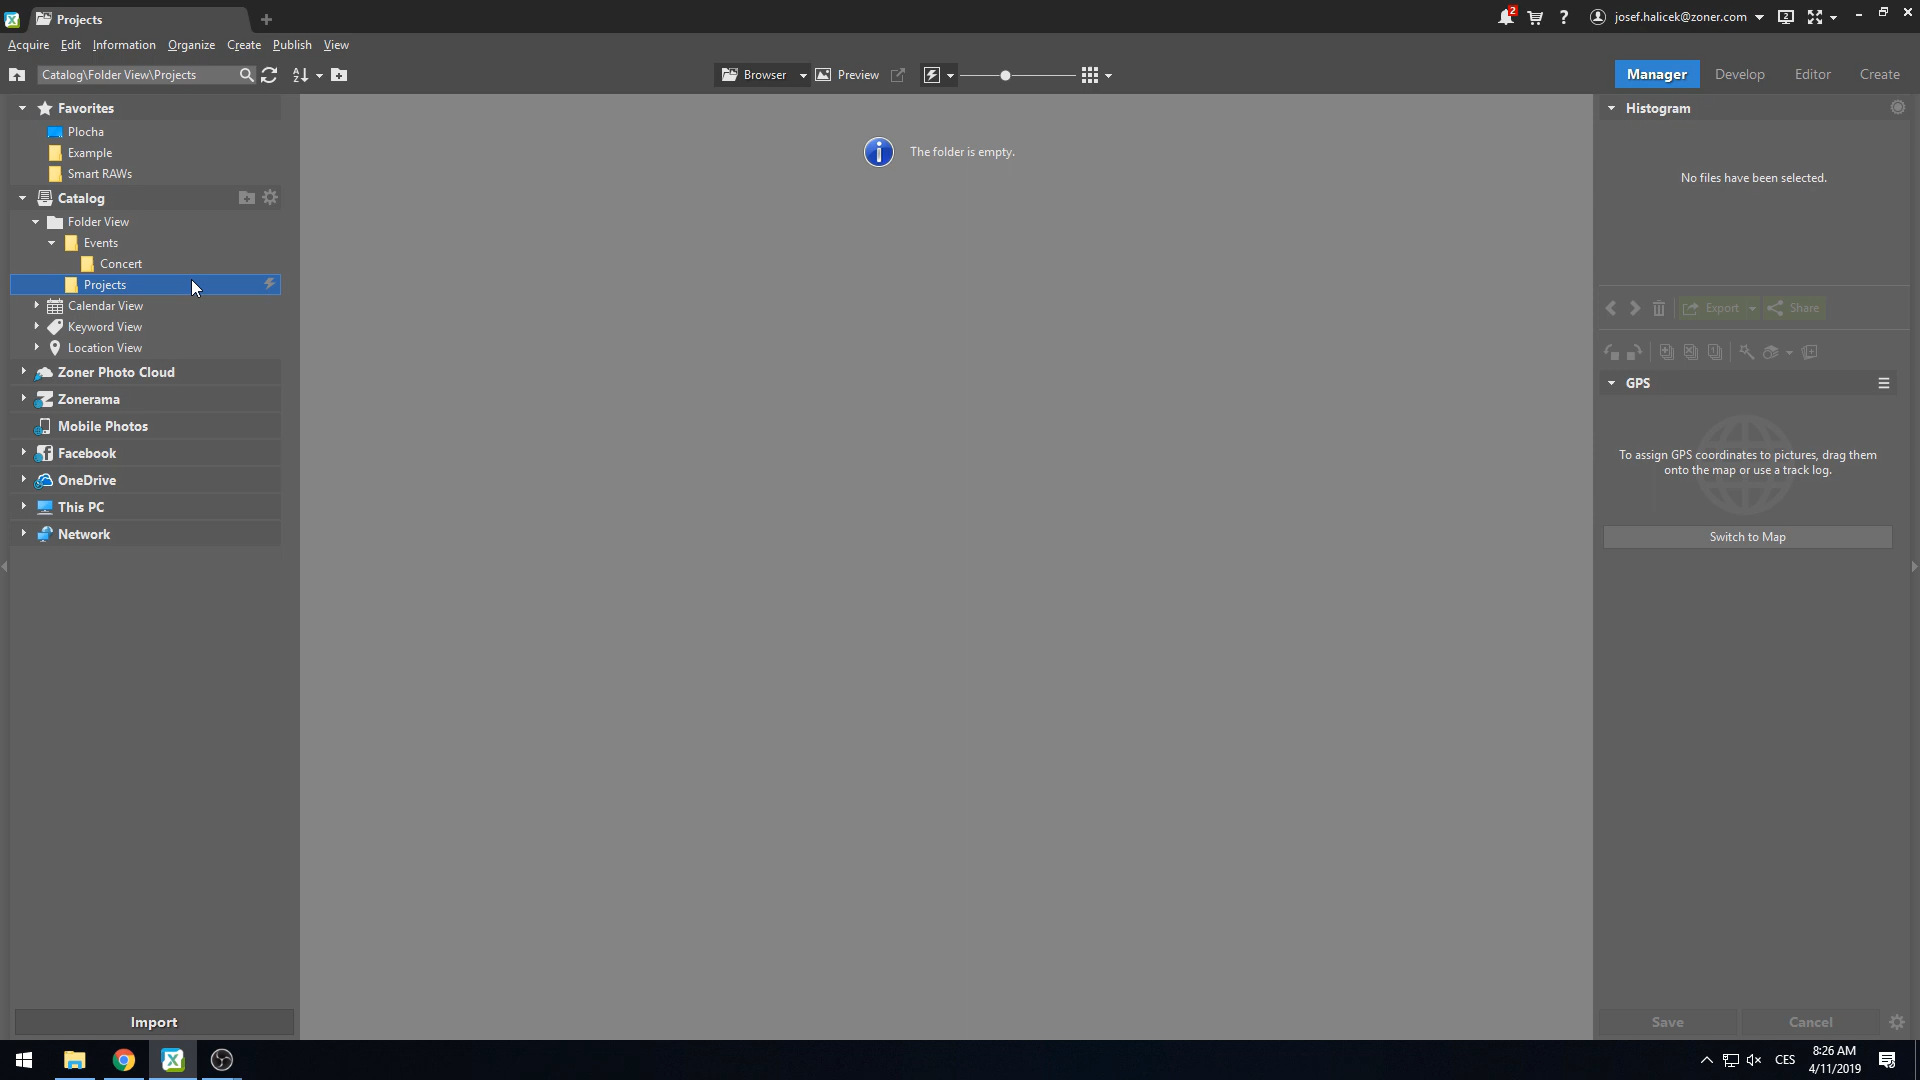 Projects
2
josef.halicek@zoner.com
2
Acquire Edit Information Organize Create Publish View
Catalog\Folder View\Projects
Browser
Preview
Manager
Develop
Editor
Create
Favorites
Plocha
Example
Smart RAWs
Catalog
Folder View
Events
Concert
Projects
Calendar View
Keyword View
Location View
Zoner Photo Cloud
Zonerama
Mobile Photos
Facebook
OneDrive
This PC
Network
Import
The folder is empty.
Histogram
No files have been selected.
Export
Share
GPS
To assign GPS coordinates to pictures, drag them
onto the map or use a track log.
Switch to Map
Save
Cancel
CES
8:26 AM
4/11/2019